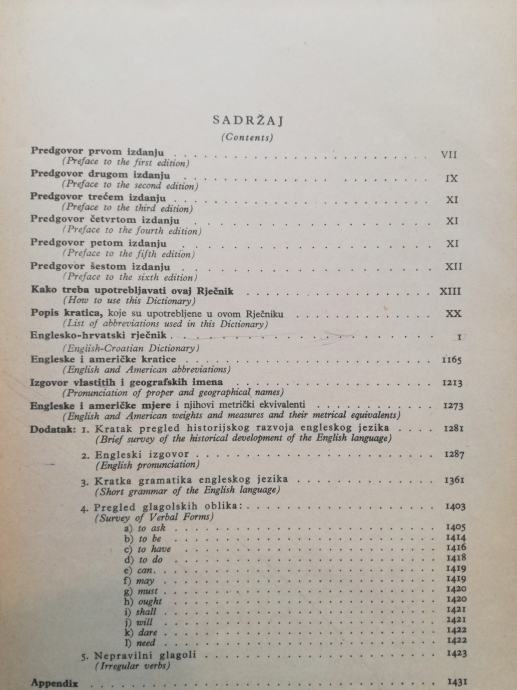 SADRŽAJ
(Contents)
Predgovor prvom izdanju . . . . . . . . . . . . . . . . . . . . VII
(Preface to the first edition)
Predgovor drugom izdanju . . . . . . . . . . . . . . . . . . . . IX
(Preface to the second edition)
Predgovor trećem izdanju . . . . . . . . . . . . . . . . . . . . XI
(Preface to the third edition)
Predgovor četvrtom izdanju . . . . . . . . . . . . . . . . . . . XI
(Preface to the fourth edition)
Predgovor petom izdanju . . . . . . . . . . . . . . . . . . . . XI
(Preface to the fifth edition)
Predgovor šestom izdanju . . . . . . . . . . . . . . . . . . . . XII
(Preface to the sixth edition)
Kako treba upotrebljavati ovaj Rječnik . . . . . . . . . . . . . . XIII
(How to use this Dictionary)
Popis kratica, koje su upotrebljene u ovom Rječniku . . . . . . . . . . XX
(List of abbreviations used in this Dictionary)
Englesko-hrvatski rječnik . . . . . . . . . . . . . . . . . . . . 1
(English-Croatian Dictionary)
Engleske i američke kratice . . . . . . . . . . . . . . . . . . . 1165
(English and American abbreviations)
Izgovor vlastitih i geografskih imena . . . . . . . . . . . . . . . 1213
(Pronunciation of proper and geographical names)
Engleske i američke mjere i njihovi metrički ekvivalenti . . . . . . . . 1273
(English and American weights and measures and their metrical equivalents)
Dodatak: 1. Kratak pregled historijskog razvoja engleskog jezika . . . . 1281
(Brief survey of the historical development of the English language)
2. Engleski izgovor . . . . . . . . . . . . . . . . . . . 1287
(English pronunciation)
3. Kratka gramatika engleskog jezika . . . . . . . . . . . . 1361
(Short grammar of the English language)
4. Pregled glagolskih oblika: . . . . . . . . . . . . . . . . 1403
(Survey of Verbal Forms)
a) to ask . . . . . . . . . . . . . . . . . . . . 1405
b) to be . . . . . . . . . . . . . . . . . . . . 1414
c) to have . . . . . . . . . . . . . . . . . . . 1416
d) to do . . . . . . . . . . . . . . . . . . . . 1418
e) can . . . . . . . . . . . . . . . . . . . . . 1419
f) may . . . . . . . . . . . . . . . . . . . . . 1419
g) must . . . . . . . . . . . . . . . . . . . . 1420
h) ought . . . . . . . . . . . . . . . . . . . . 1420
i) shall . . . . . . . . . . . . . . . . . . . . . 1421
j) will . . . . . . . . . . . . . . . . . . . . . 1421
k) dare . . . . . . . . . . . . . . . . . . . . 1422
l) need . . . . . . . . . . . . . . . . . . . . 1422
5. Nepravilni glagoli . . . . . . . . . . . . . . . . . . . 1423
(Irregular verbs)
Appendix . . . . . . . . . . . . . . . . . . . . . . . . . . 1431